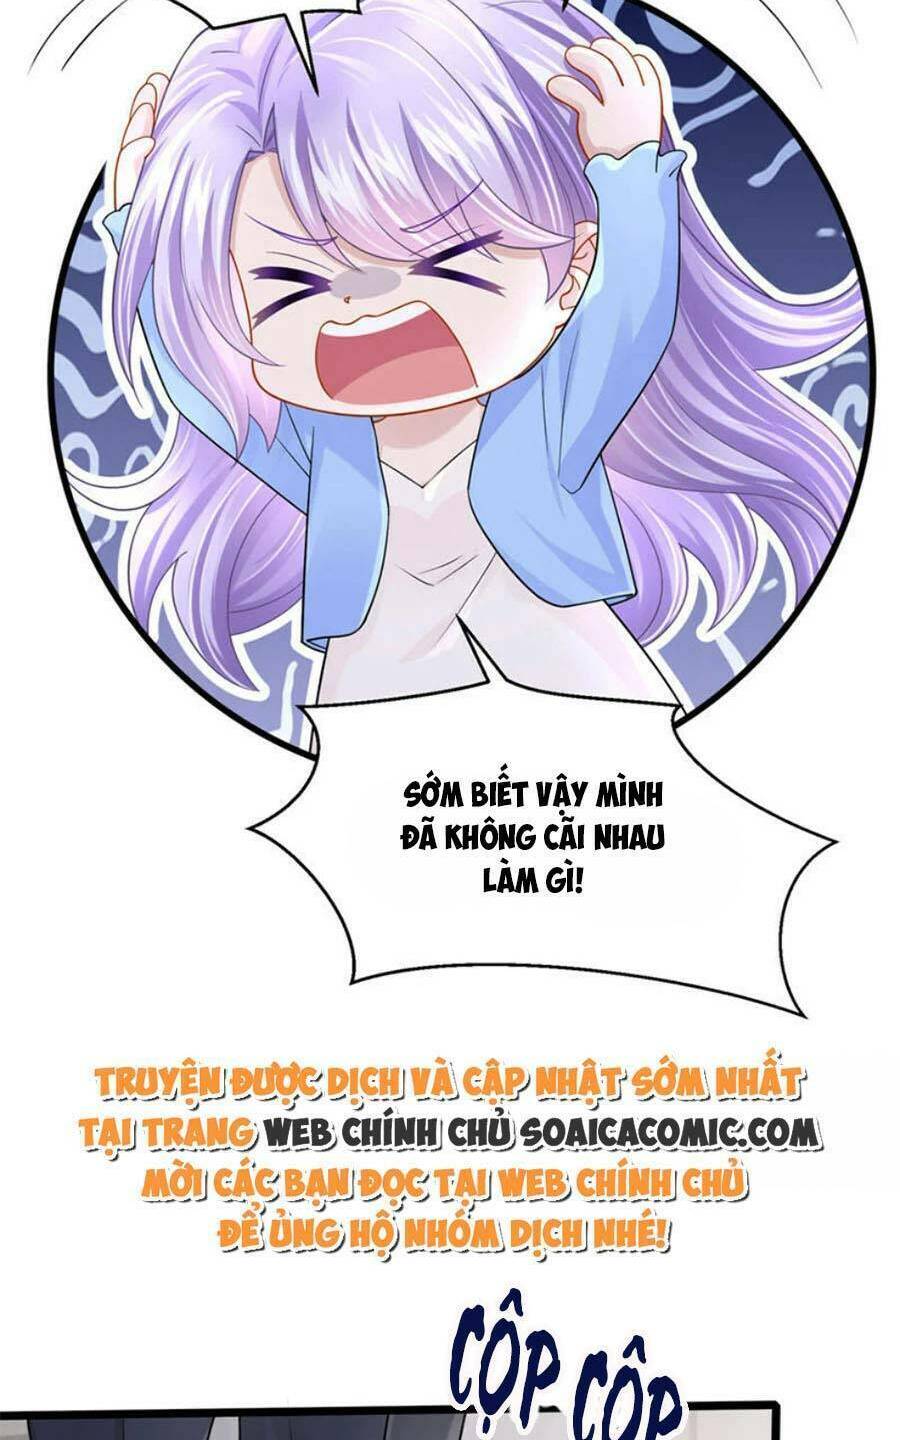 SỚM BIẾT VẬY MÌNH
ĐÃ KHÔNG CÃI NHAU
LÀM GÌ!
TRUYỆN ĐƯỢC DỊCH VÀ CẬP NHẬT SỚM NHẤT
TẠI TRANG WEB CHÍNH CHỦ SOAICACOMIC.COM
MỜI CÁC BẠN ĐỌC TẠI WEB CHÍNH CHỦ
ĐỂ ỦNG HỘ NHÓM DỊCH NHÉ!
CỘP
CỘP